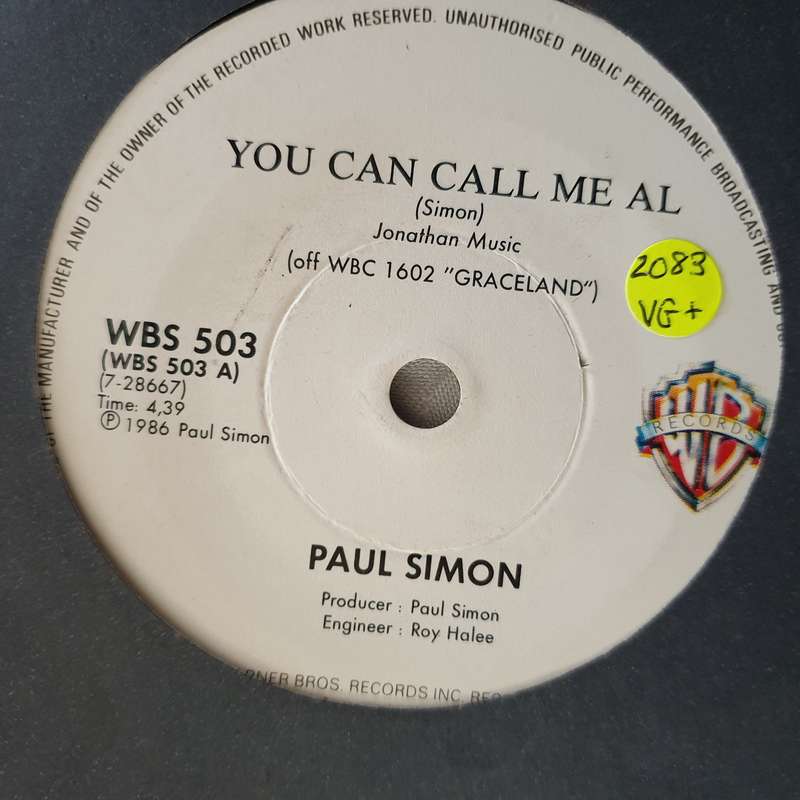 THE MANUFACTURER AND OF THE OWNER OF THE RECORDED WORK RESERVED. UNAUTHORISED PUBLIC PERFORMANCE BROADCASTING AND
YOU CAN CALL ME AL
(Simon)
Jonathan Music
(off WBC 1602 "GRACELAND")
2083
VG+
WBS 503
(WBS 503 A)
(7-28667)
Time: 4,39
Ⓟ 1986 Paul Simon
WB
RECORDS
PAUL SIMON
Producer : Paul Simon
Engineer : Roy Halee
BROS. RECORDS INC.